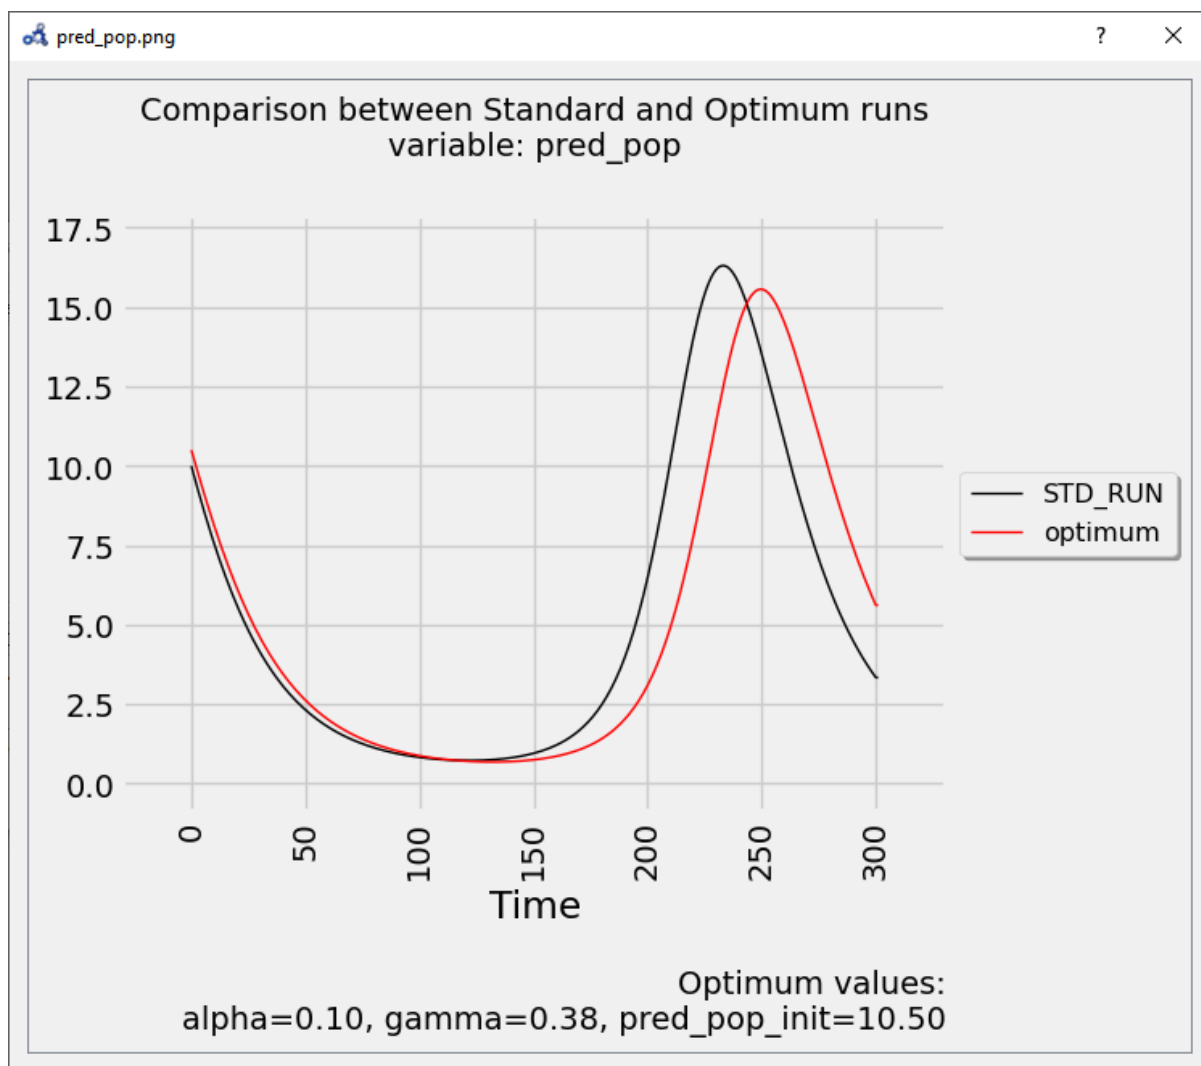 pred_pop.png
?
Comparison between Standard and Optimum runs
variable: pred_pop
17.5
15.0
12.5
10.0
7.5
5.0
2.5
0.0
0
50
100
150
200
250
300
Time
STD_RUN
optimum
Optimum values:
alpha=0.10, gamma=0.38, pred_pop_init=10.50